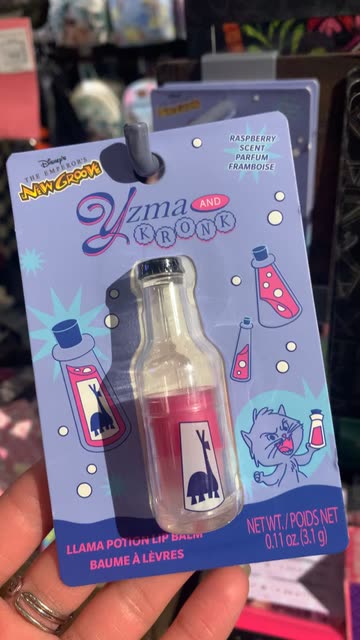 Disney's
THE EMPEROR'S
NEW GROOVE
RASPBERRY
SCENT
PARFUM
FRAMBOISE
Yzma AND
KRONK
NET WT./POIDS NET
0.11 oz. (3.1 g)
LLAMA POTION LIP BALM
BAUME À LÈVRES